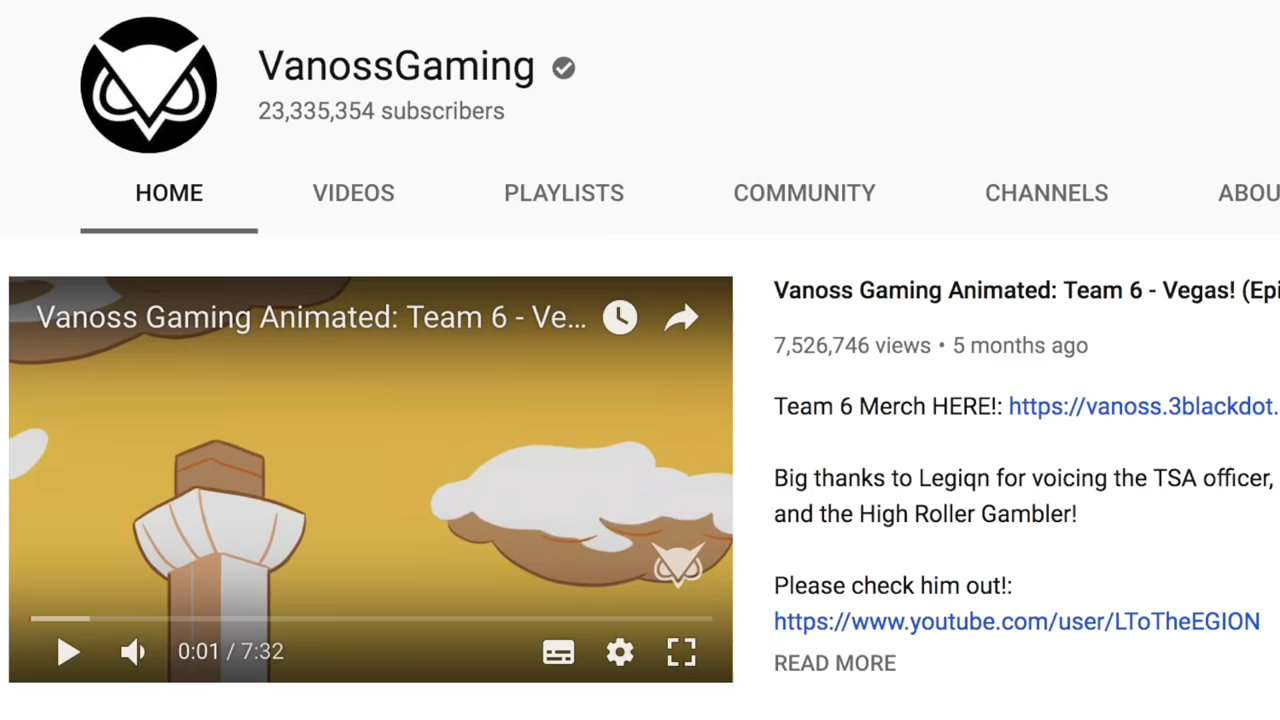 VanossGaming
23,335,354 subscribers
HOME VIDEOS PLAYLISTS COMMUNITY CHANNELS ABOU
Vanoss Gaming Animated: Team 6 - Ve...
0:01 / 7:32
Vanoss Gaming Animated: Team 6 - Vegas! (Epi
7,526,746 views • 5 months ago
Team 6 Merch HERE!: https://vanoss.3blackdot.
Big thanks to Legiqn for voicing the TSA officer,
and the High Roller Gambler!
Please check him out!:
https://www.youtube.com/user/LToTheEGION
READ MORE